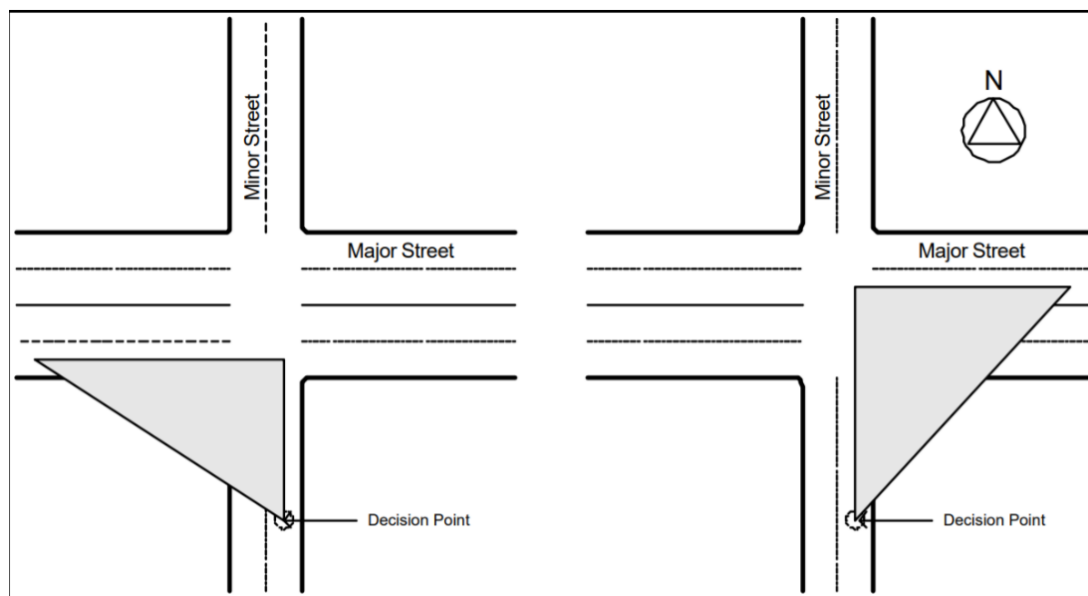 Minor Street
Minor Street
N
Major Street
Major Street
Decision Point
Decision Point